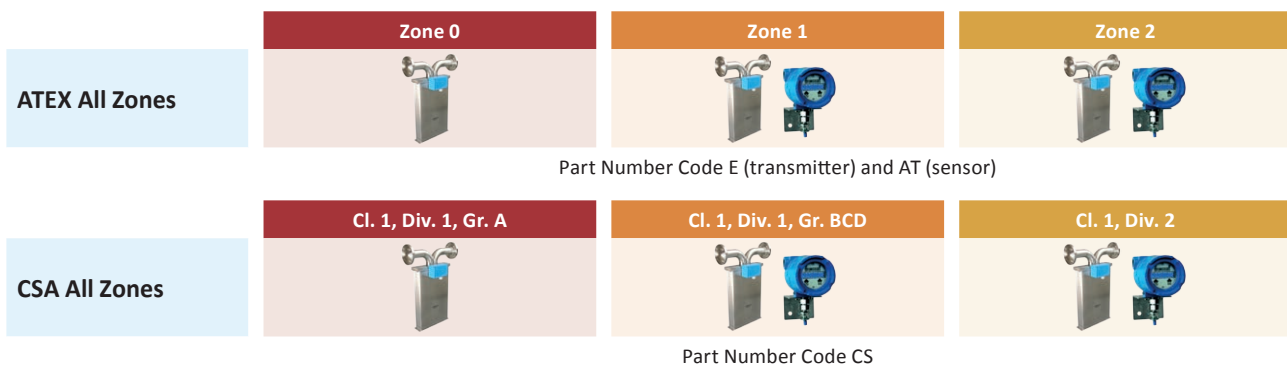 Zone 0
Zone 1
Zone 2
ATEX All Zones
Part Number Code E (transmitter) and AT (sensor)
Cl. 1, Div. 1, Gr. A
Cl. 1, Div. 1, Gr. BCD
Cl. 1, Div. 2
CSA All Zones
Part Number Code CS